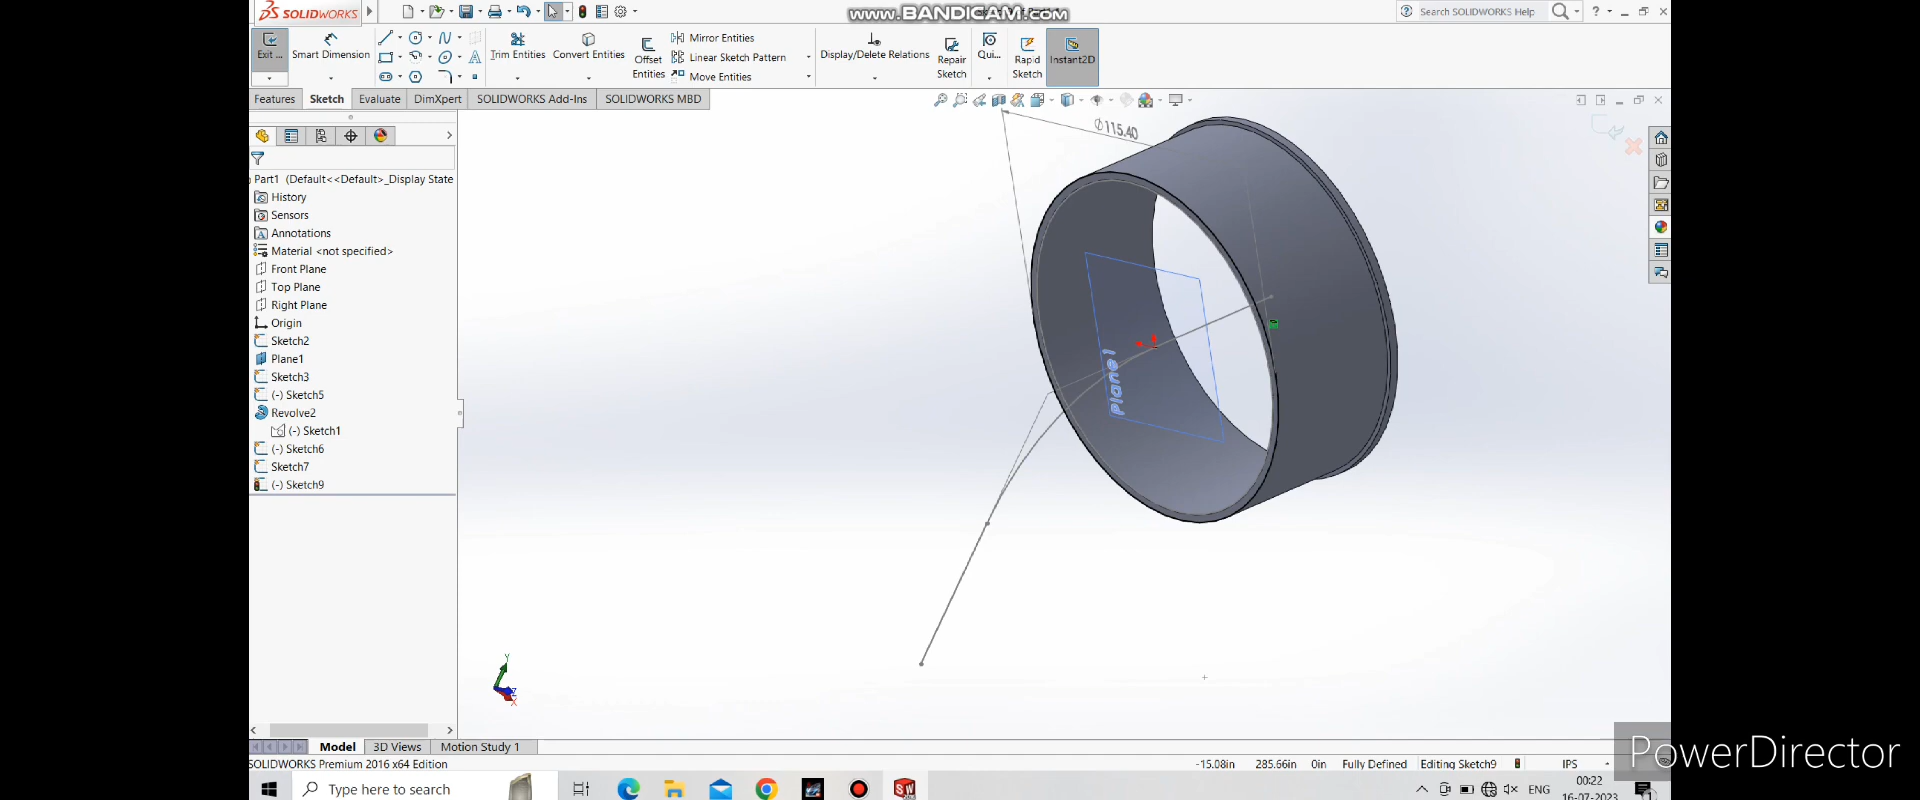 SOLIDWORKS
www.BANDICAM.com
Search SOLIDWORKS Help
?
Exit ...
Smart Dimension
Trim Entities
Convert Entities
Offset Entities
Mirror Entities
Linear Sketch Pattern
Move Entities
Display/Delete Relations
Repair Sketch
Qui...
Rapid Sketch
Instant2D
Features
Sketch
Evaluate
DimXpert
SOLIDWORKS Add-Ins
SOLIDWORKS MBD
Part1 (Default<<Default>_Display State
History
Sensors
Annotations
Material <not specified>
Front Plane
Top Plane
Right Plane
Origin
Sketch2
Plane1
Sketch3
(-) Sketch5
Revolve2
(-) Sketch1
(-) Sketch6
Sketch7
(-) Sketch9
Ø115.40
Plane1
Y
Z
X
Model
3D Views
Motion Study 1
SOLIDWORKS Premium 2016 x64 Edition
-15.08in
285.66in
0in
Fully Defined
Editing Sketch9
IPS
PowerDirector
Type here to search
ENG
00:22
16-07-2023
1